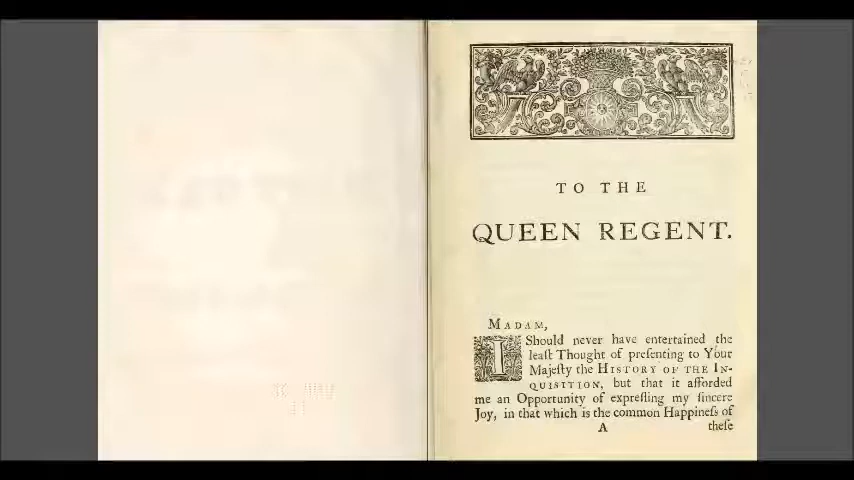 TO THE
QUEEN REGENT.
MADAM,
I Should never have entertained the
leaſt Thought of preſenting to Your
Majeſty the HISTORY OF THE IN-
QUISITION, but that it afforded
me an Opportunity of expreſſing my ſincere
Joy, in that which is the common Happineſs of
A theſe